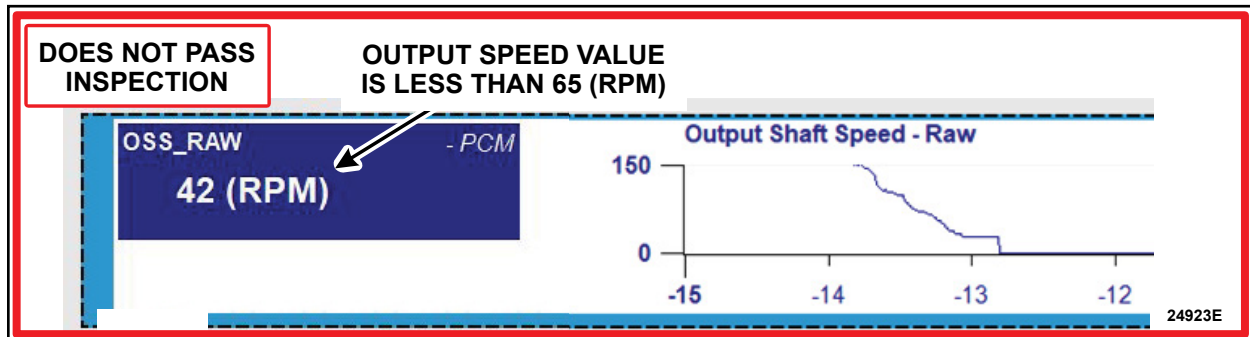 DOES NOT PASS
INSPECTION
OUTPUT SPEED VALUE
IS LESS THAN 65 (RPM)
OSS_RAW - PCM
42 (RPM)
Output Shaft Speed - Raw
150
0
-15 -14 -13 -12
24923E